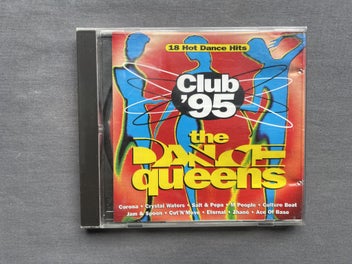 18 Hot Dance Hits
Club
'95
the
DANCE
queens
Corona • Crystal Waters • Salt & Pepa • M People • Culture Beat
Jam & Spoon • Cut'N'Move • Eternal • Zhané • Ace Of Base